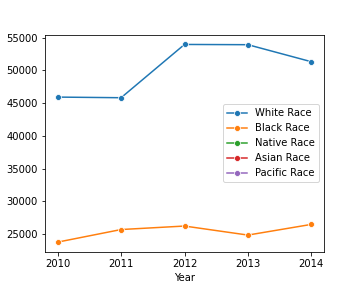 55000
50000
45000
40000
35000
30000
25000
White Race
Black Race
Native Race
Asian Race
Pacific Race
2010 2011 2012 2013 2014
Year